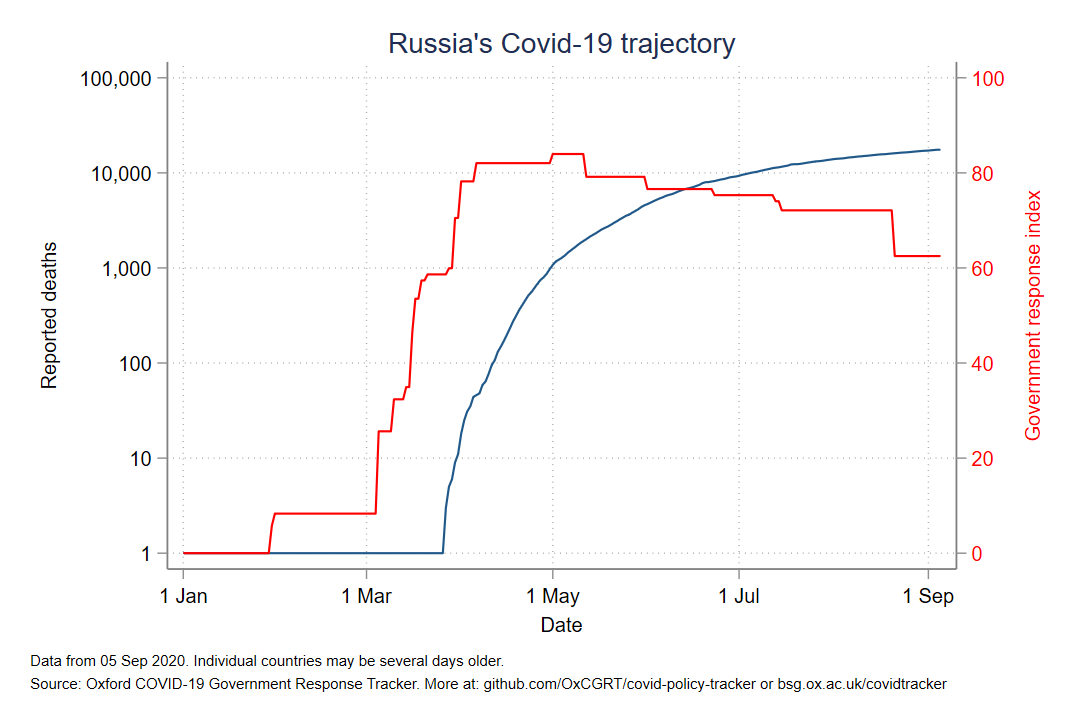 Russia's Covid-19 trajectory
100,000
10,000
1,000
100
10
1
Reported deaths
100
80
60
40
20
0
Government response index
1 Jan
1 Mar
1 May
1 Jul
1 Sep
Date
Data from 05 Sep 2020. Individual countries may be several days older.
Source: Oxford COVID-19 Government Response Tracker. More at: github.com/OxCGRT/covid-policy-tracker or bsg.ox.ac.uk/covidtracker